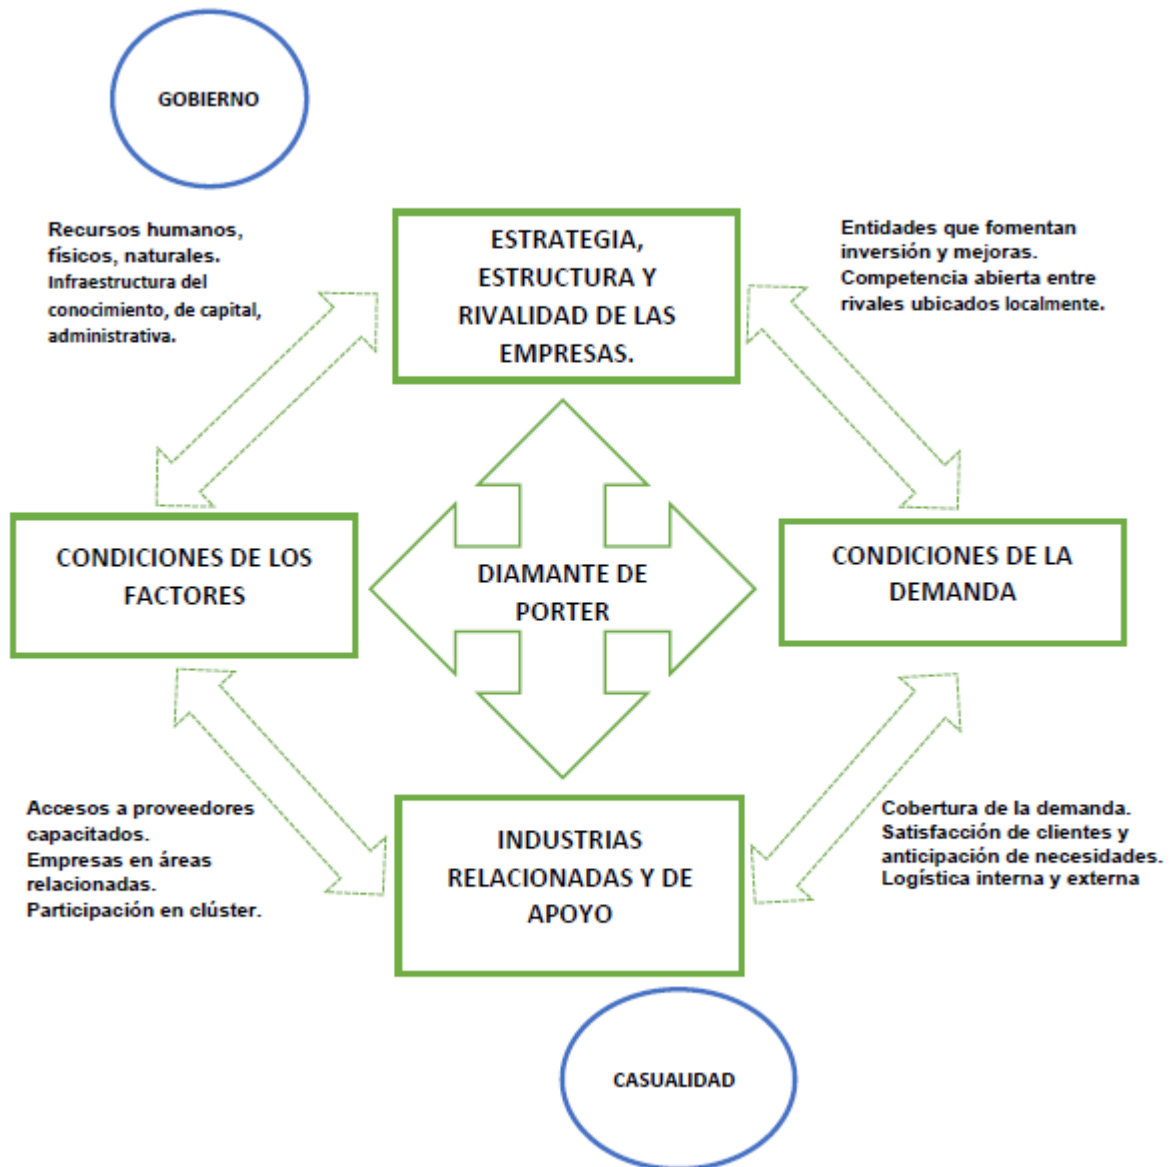 GOBIERNO
Recursos humanos,
físicos, naturales.
Infraestructura del
conocimiento, de capital,
administrativa.
ESTRATEGIA,
ESTRUCTURA Y
RIVALIDAD DE LAS
EMPRESAS.
Entidades que fomentan
inversión y mejoras.
Competencia abierta entre
rivales ubicados localmente.
CONDICIONES DE LOS
FACTORES
DIAMANTE DE
PORTER
CONDICIONES DE LA
DEMANDA
Accesos a proveedores
capacitados.
Empresas en áreas
relacionadas.
Participación en clúster.
INDUSTRIAS
RELACIONADAS Y DE
APOYO
Cobertura de la demanda.
Satisfacción de clientes y
anticipación de necesidades.
Logística interna y externa
CASUALIDAD